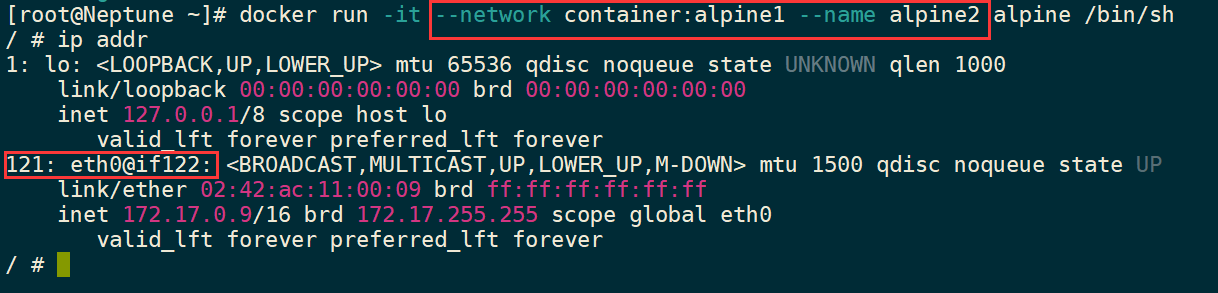 [root@Neptune ~]# docker run -it --network container:alpine1 --name alpine2 alpine /bin/sh
/ # ip addr
1: lo: <LOOPBACK,UP,LOWER_UP> mtu 65536 qdisc noqueue state UNKNOWN qlen 1000
    link/loopback 00:00:00:00:00:00 brd 00:00:00:00:00:00
    inet 127.0.0.1/8 scope host lo
       valid_lft forever preferred_lft forever
121: eth0@if122: <BROADCAST,MULTICAST,UP,LOWER_UP,M-DOWN> mtu 1500 qdisc noqueue state UP
    link/ether 02:42:ac:11:00:09 brd ff:ff:ff:ff:ff:ff
    inet 172.17.0.9/16 brd 172.17.255.255 scope global eth0
       valid_lft forever preferred_lft forever
/ #